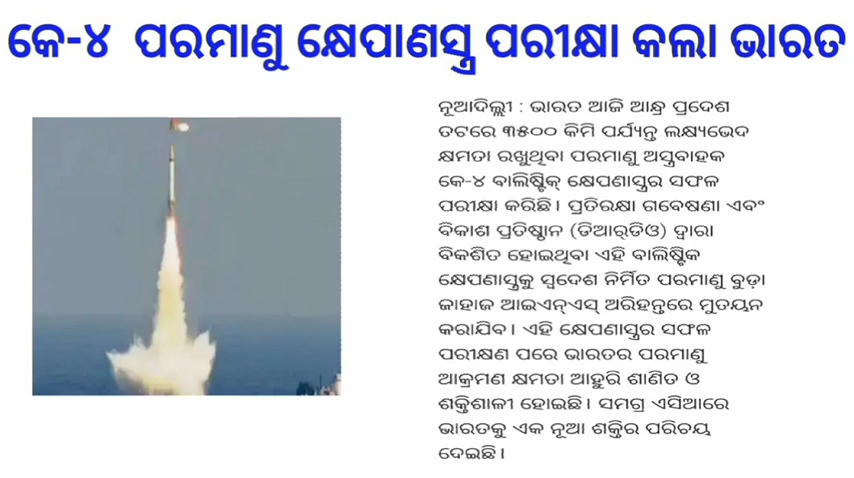 କେ-୪ ପରମାଣୁ କ୍ଷେପାଣସ୍ତ୍ର ପରୀକ୍ଷା କଲା ଭାରତ
ନୂଆଦିଲ୍ଲୀ : ଭାରତ ଆଜି ଆନ୍ଧ୍ର ପ୍ରଦେଶ
ତଟରେ ୩୫୦୦ କିମି ପର୍ଯ୍ୟନ୍ତ ଲକ୍ଷ୍ୟଭେଦ
କ୍ଷମତା ରଖୁଥିବା ପରମାଣୁ ଅସ୍ତ୍ରବାହକ
କେ-୪ ବାଲିଷ୍ଟିକ୍ କ୍ଷେପଣାସ୍ତ୍ରର ସଫଳ
ପରୀକ୍ଷା କରିଛି । ପ୍ରତିରକ୍ଷା ଗବେଷଣା ଏବଂ
ବିକାଶ ପ୍ରତିଷ୍ଠାନ (ଡିଆର୍‌ଡିଓ) ଦ୍ୱାରା
ବିକଶିତ ହୋଇଥିବା ଏହି ବାଲିଷ୍ଟିକ
କ୍ଷେପଣାସ୍ତ୍ରକୁ ସ୍ୱଦେଶ ନିର୍ମିତ ପରମାଣୁ ବୁଡ଼ା
ଜାହାଜ ଆଇଏନ୍‌ଏସ୍ ଅରିହନ୍ତରେ ମୁତୟନ
କରାଯିବ । ଏହି କ୍ଷେପଣାସ୍ତ୍ରର ସଫଳ
ପରୀକ୍ଷଣ ପରେ ଭାରତର ପରମାଣୁ
ଆକ୍ରମଣ କ୍ଷମତା ଆହୁରି ଶାଣିତ ଓ
ଶକ୍ତିଶାଳୀ ହୋଇଛି । ସମଗ୍ର ଏସିଆରେ
ଭାରତକୁ ଏକ ନୂଆ ଶକ୍ତିର ପରିଚୟ
ଦେଇଛି ।